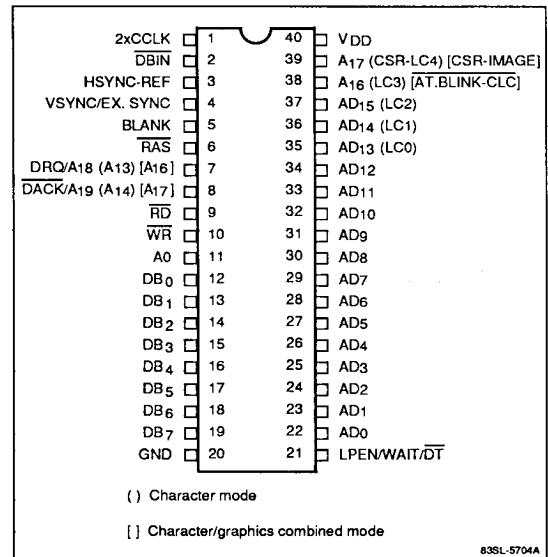 2xCCLK 1 40 VDD
DBIN 2 39 A17 (CSR-LC4) [CSR-IMAGE]
HSYNC-REF 3 38 A16 (LC3) [AT.BLINK-CLC]
VSYNC/EX. SYNC 4 37 AD15 (LC2)
BLANK 5 36 AD14 (LC1)
RAS 6 35 AD13 (LC0)
DRQ/A18 (A13) [A16] 7 34 AD12
DACK/A19 (A14) [A17] 8 33 AD11
RD 9 32 AD10
WR 10 31 AD9
A0 11 30 AD8
DB0 12 29 AD7
DB1 13 28 AD6
DB2 14 27 AD5
DB3 15 26 AD4
DB4 16 25 AD3
DB5 17 24 AD2
DB6 18 23 AD1
DB7 19 22 AD0
GND 20 21 LPEN/WAIT/DT
( ) Character mode
[ ] Character/graphics combined mode
83SL-5704A